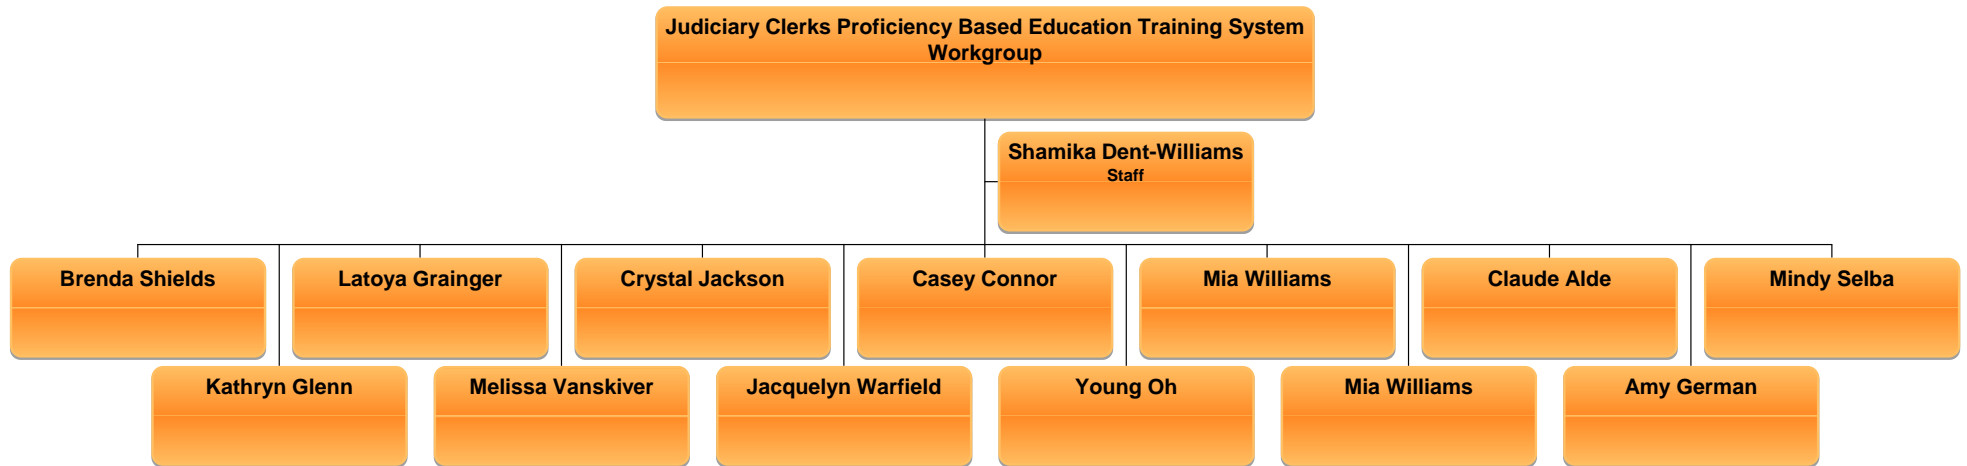 Judiciary Clerks Proficiency Based Education Training System
Workgroup
Shamika Dent-Williams
Staff
Brenda Shields
Latoya Grainger
Crystal Jackson
Casey Connor
Mia Williams
Claude Alde
Mindy Selba
Kathryn Glenn
Melissa Vanskiver
Jacquelyn Warfield
Young Oh
Mia Williams
Amy German